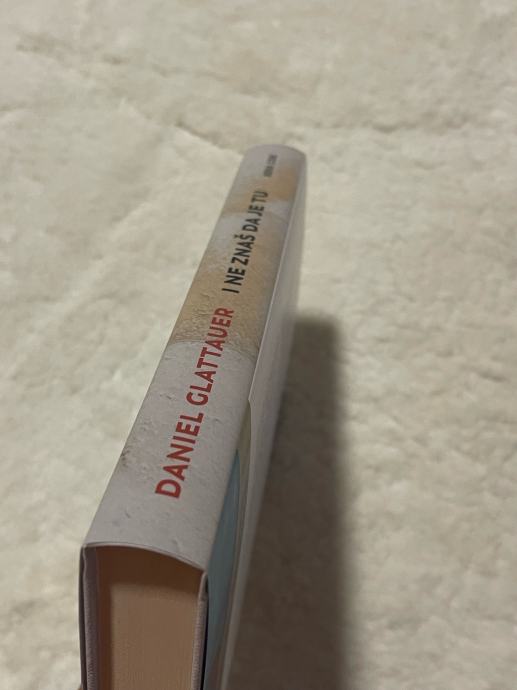 DANIEL GLATTAUER
I NE ZNAŠ DA JE TU